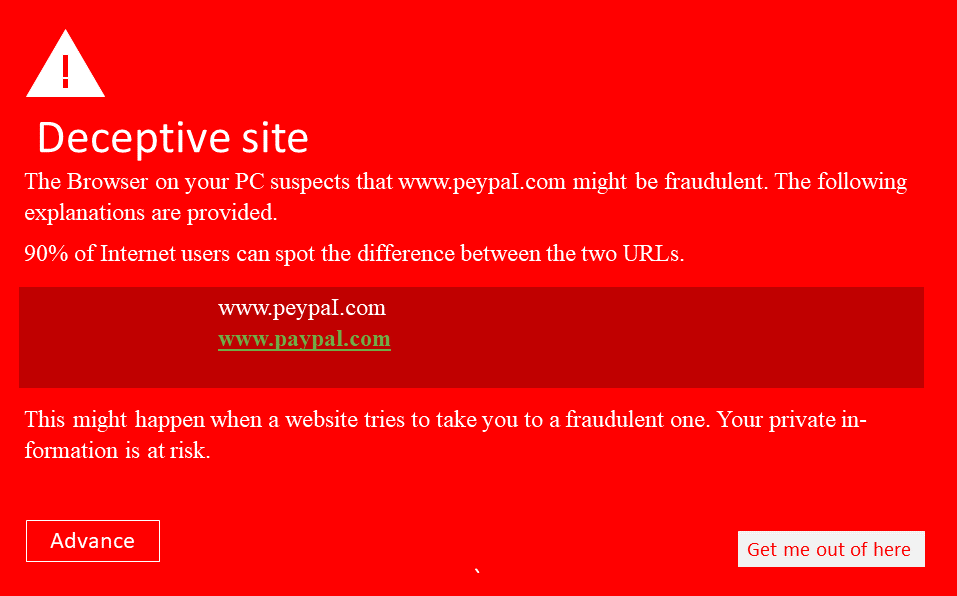 !
Deceptive site
The Browser on your PC suspects that www.peypaI.com might be fraudulent. The following
explanations are provided.
90% of Internet users can spot the difference between the two URLs.
www.peypaI.com
www.paypal.com
This might happen when a website tries to take you to a fraudulent one. Your private in-
formation is at risk.
Advance
Get me out of here
`